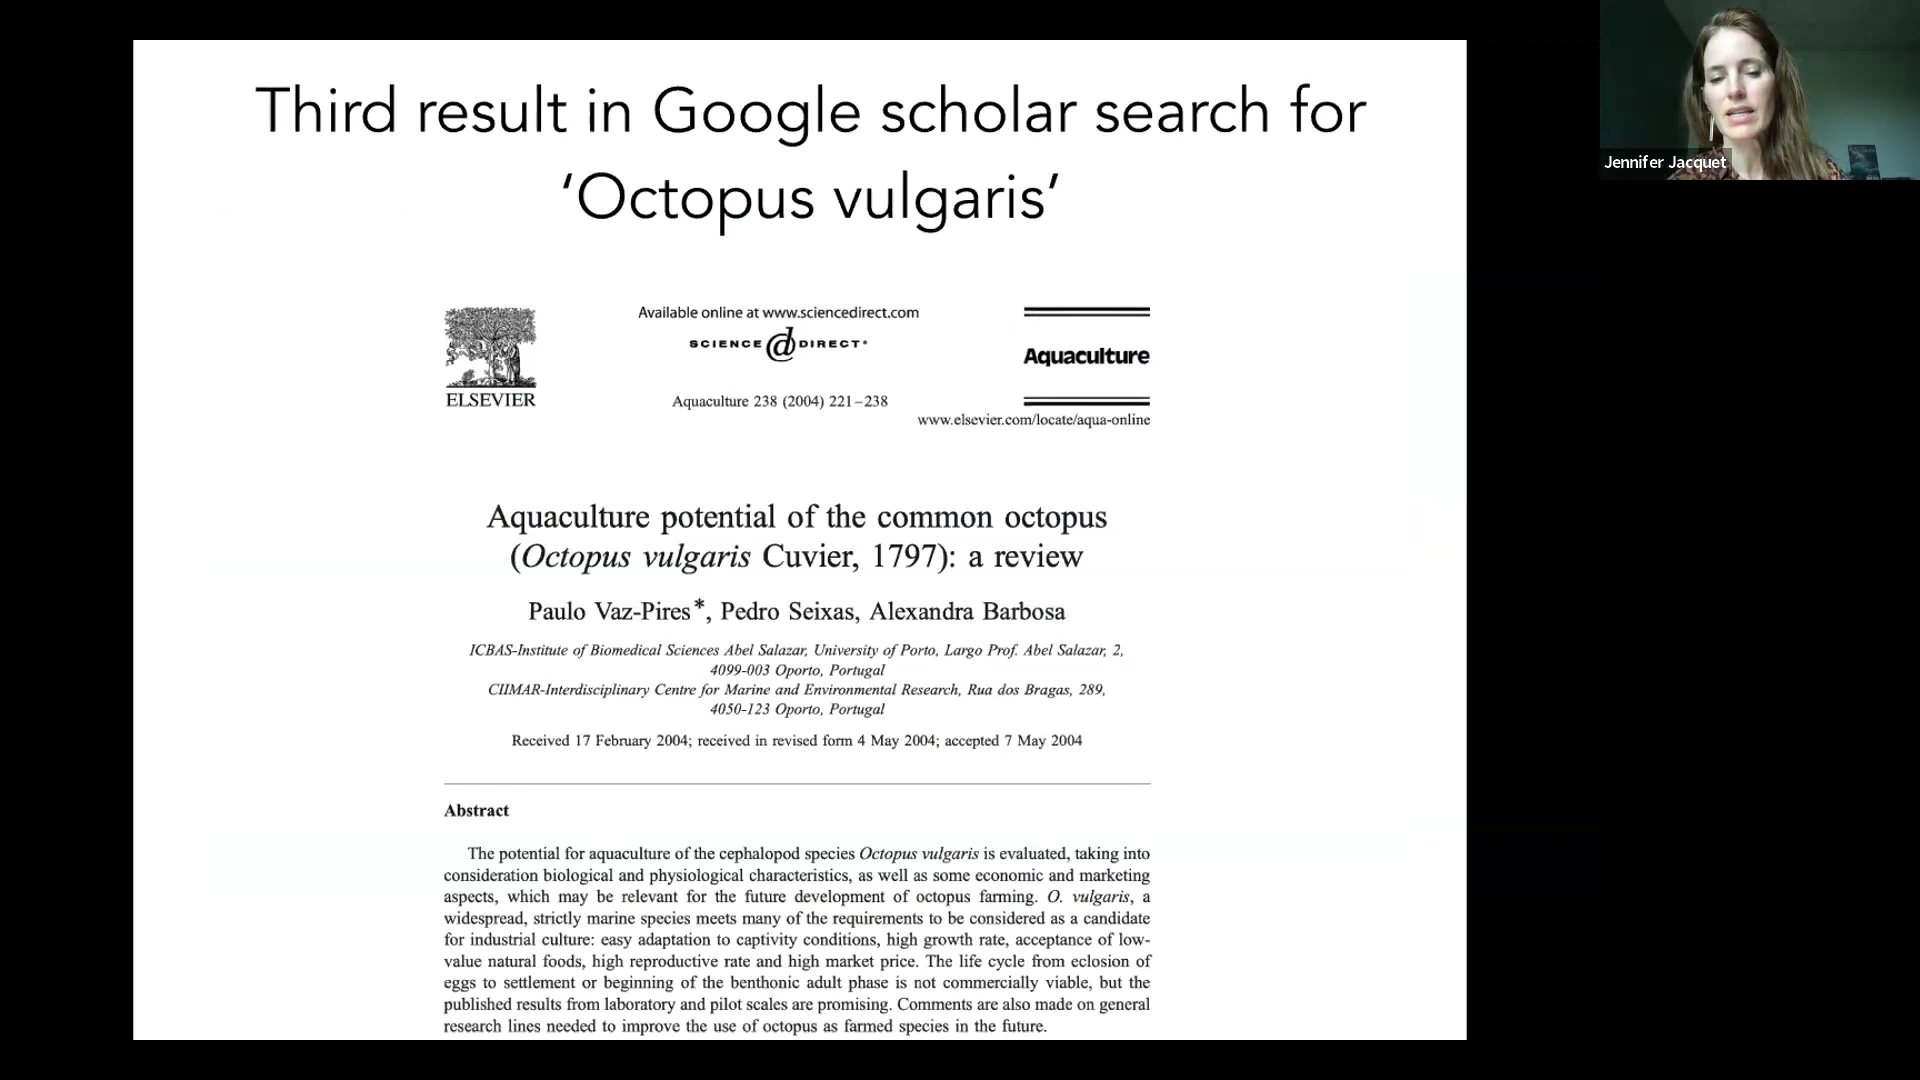 Third result in Google scholar search for
‘Octopus vulgaris’
Jennifer Jacquet
Available online at www.sciencedirect.com
SCIENCE DIRECT®
ELSEVIER
Aquaculture
Aquaculture 238 (2004) 221–238
www.elsevier.com/locate/aqua-online
Aquaculture potential of the common octopus
(Octopus vulgaris Cuvier, 1797): a review
Paulo Vaz-Pires*, Pedro Seixas, Alexandra Barbosa
ICBAS-Institute of Biomedical Sciences Abel Salazar, University of Porto, Largo Prof. Abel Salazar, 2,
4099-003 Oporto, Portugal
CIIMAR-Interdisciplinary Centre for Marine and Environmental Research, Rua dos Bragas, 289,
4050-123 Oporto, Portugal
Received 17 February 2004; received in revised form 4 May 2004; accepted 7 May 2004
Abstract
The potential for aquaculture of the cephalopod species Octopus vulgaris is evaluated, taking into
consideration biological and physiological characteristics, as well as some economic and marketing
aspects, which may be relevant for the future development of octopus farming. O. vulgaris, a
widespread, strictly marine species meets many of the requirements to be considered as a candidate
for industrial culture: easy adaptation to captivity conditions, high growth rate, acceptance of low-
value natural foods, high reproductive rate and high market price. The life cycle from eclosion of
eggs to settlement or beginning of the benthonic adult phase is not commercially viable, but the
published results from laboratory and pilot scales are promising. Comments are also made on general
research lines needed to improve the use of octopus as farmed species in the future.